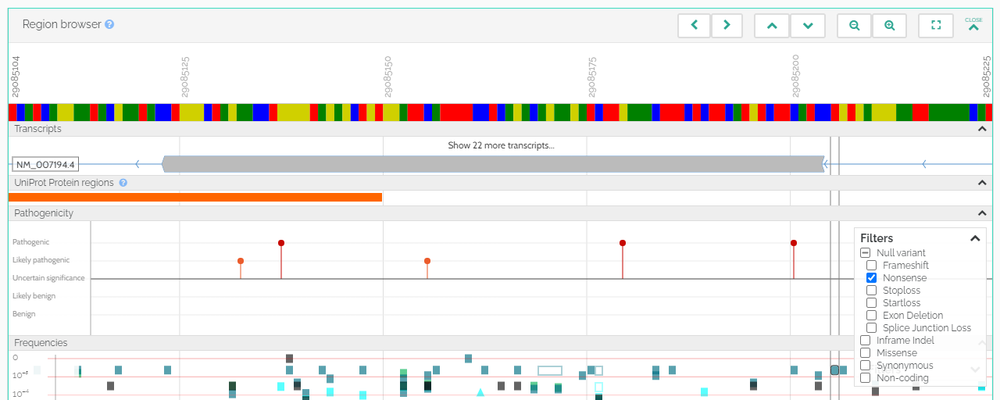 Region browser ?
CLOSE
29085104
29085125
29085150
29085175
29085200
29085225
Transcripts
Show 22 more transcripts...
NM_007194.4
UniProt Protein regions ?
Pathogenicity
Pathogenic
Likely pathogenic
Uncertain significance
Likely benign
Benign
Filters
Null variant
Frameshift
Nonsense
Stoploss
Startloss
Exon Deletion
Splice Junction Loss
Inframe Indel
Missense
Synonymous
Non-coding
Frequencies
0
10⁻⁵
10⁻⁴